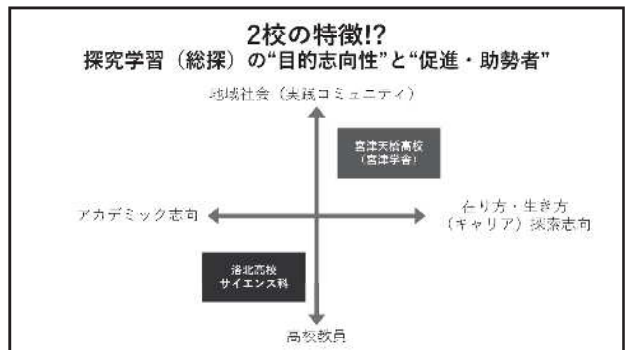 2校の特徴!?
探究学習（総探）の“目的志向性”と“促進・助勢者”
地域社会（実践コミュニティ）
宮津天橋高校
（宮津学舎）
アカデミック志向
在り方・生き方
（キャリア）探索志向
洛北高校
サイエンス科
高校教員